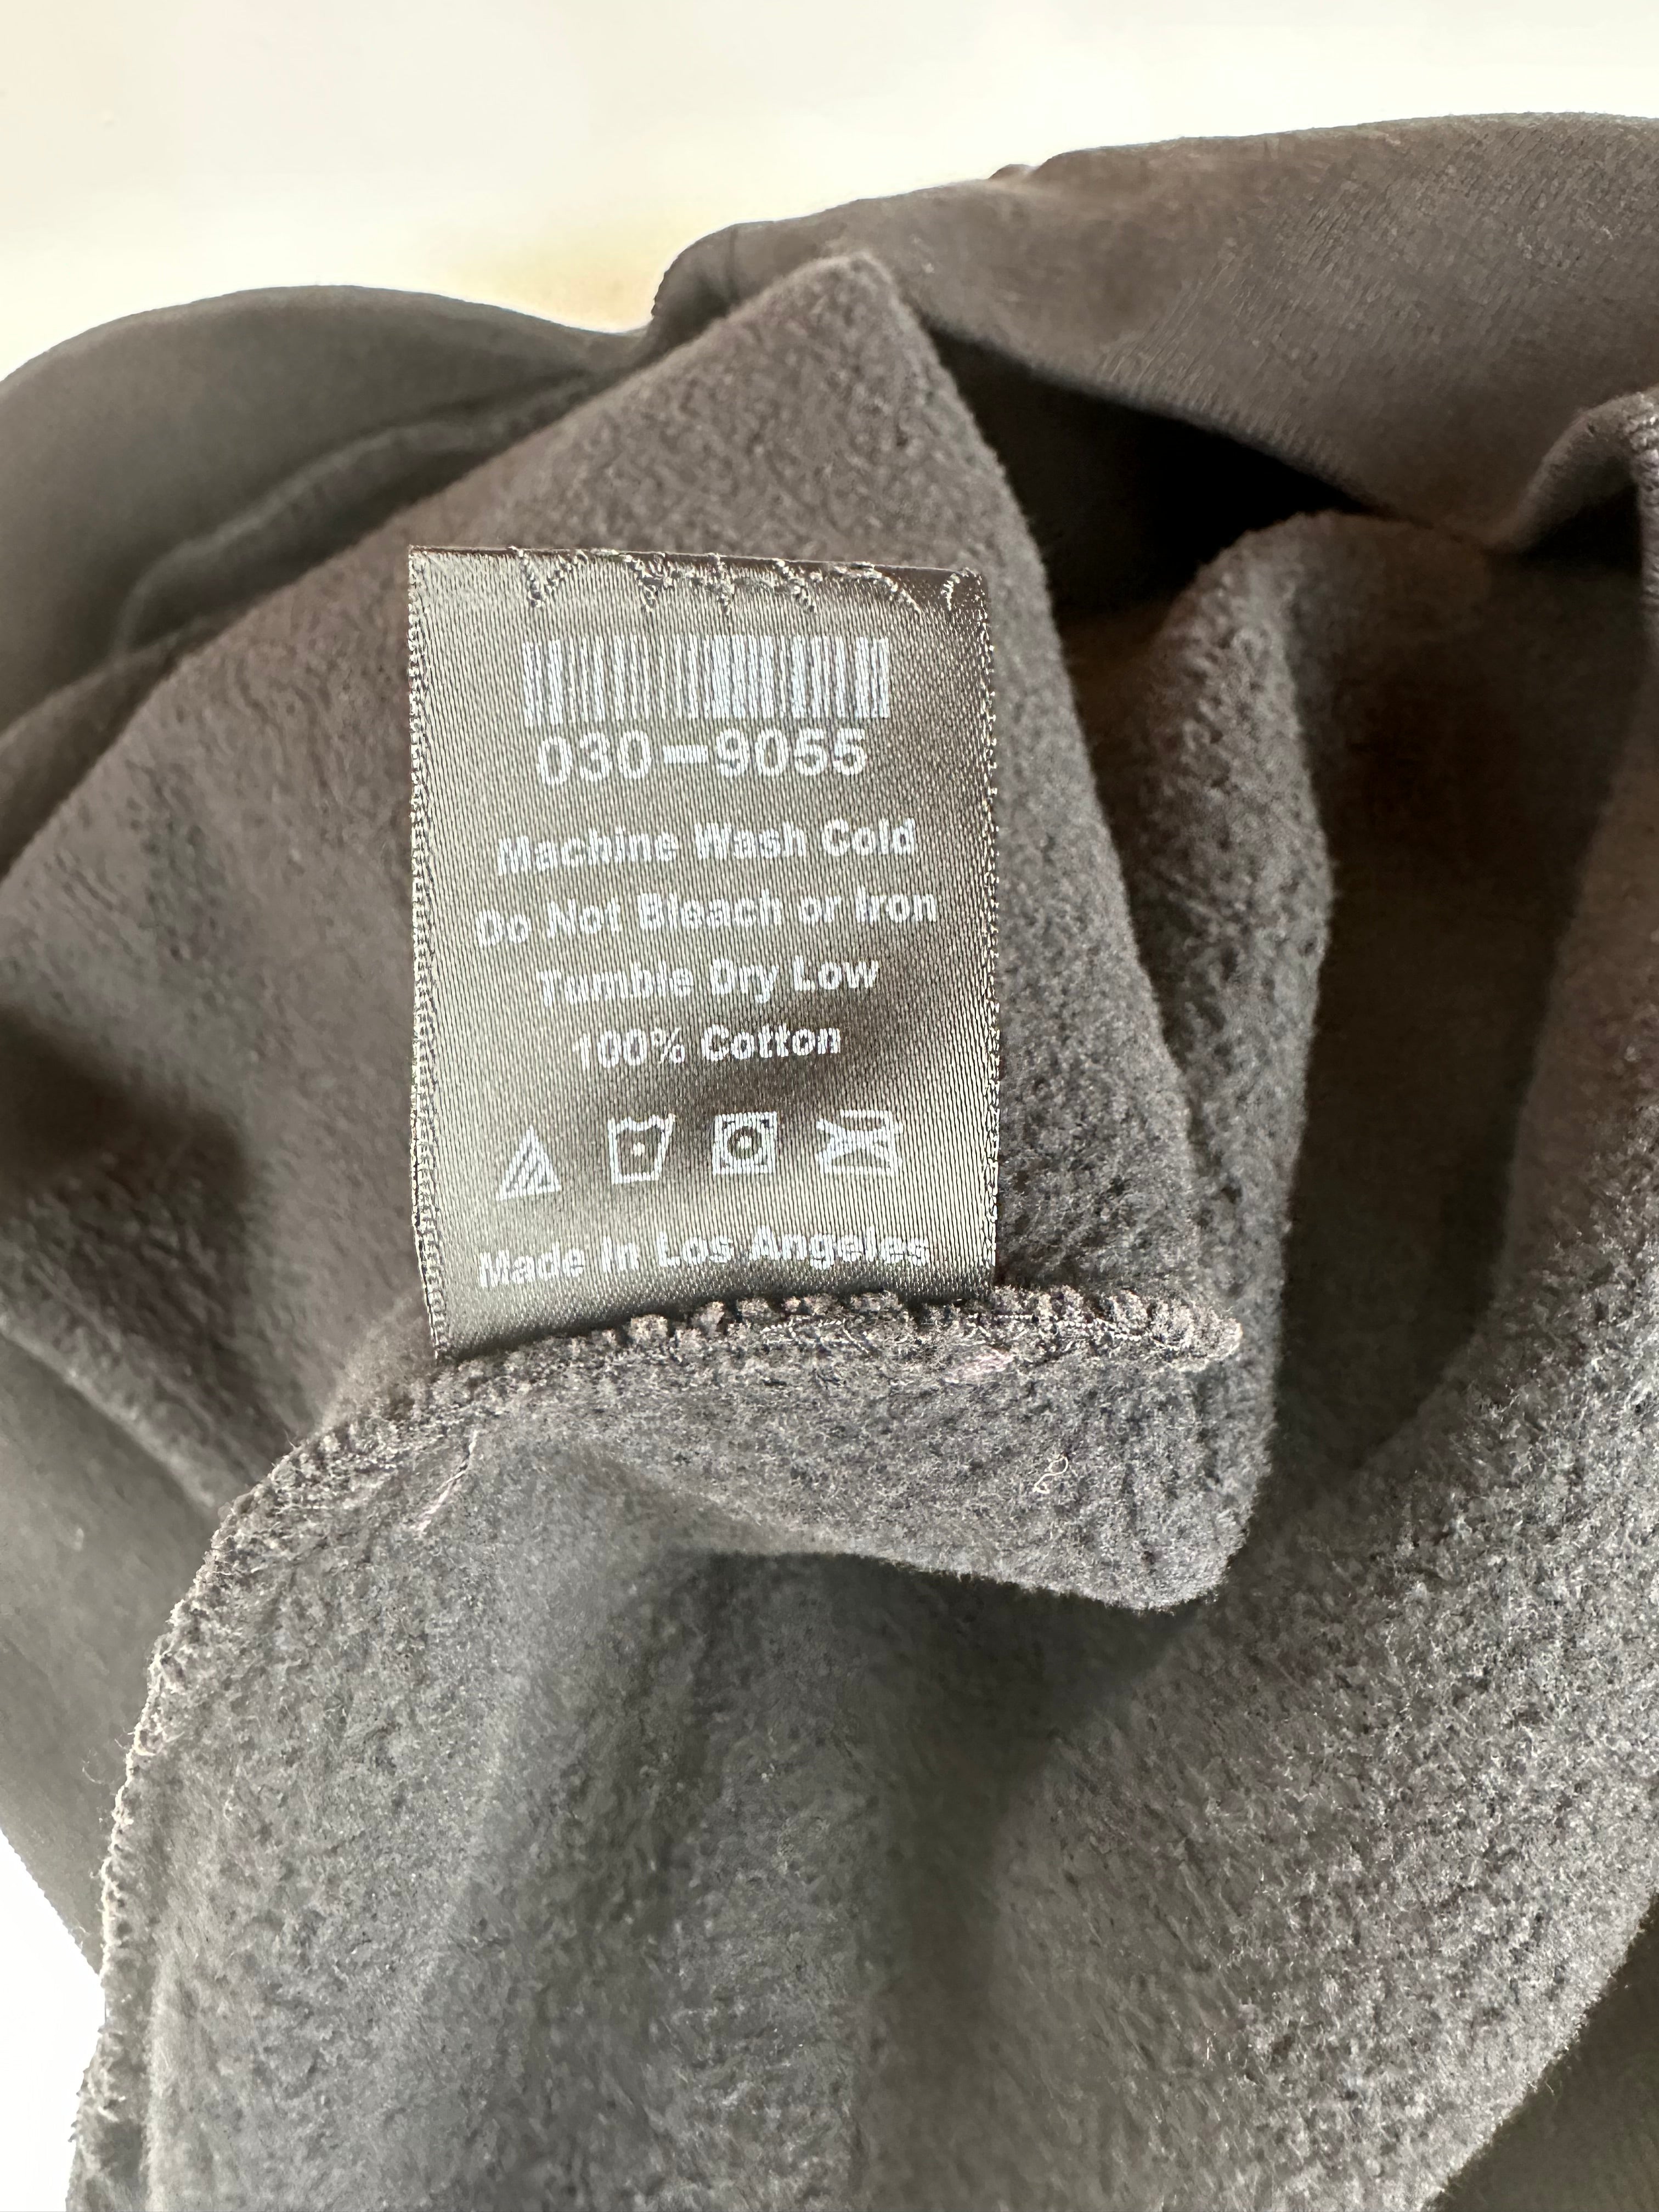 030-9055
Machine Wash Cold
Do Not Bleach or Iron
Tumble Dry Low
100% Cotton
Made In Los Angeles